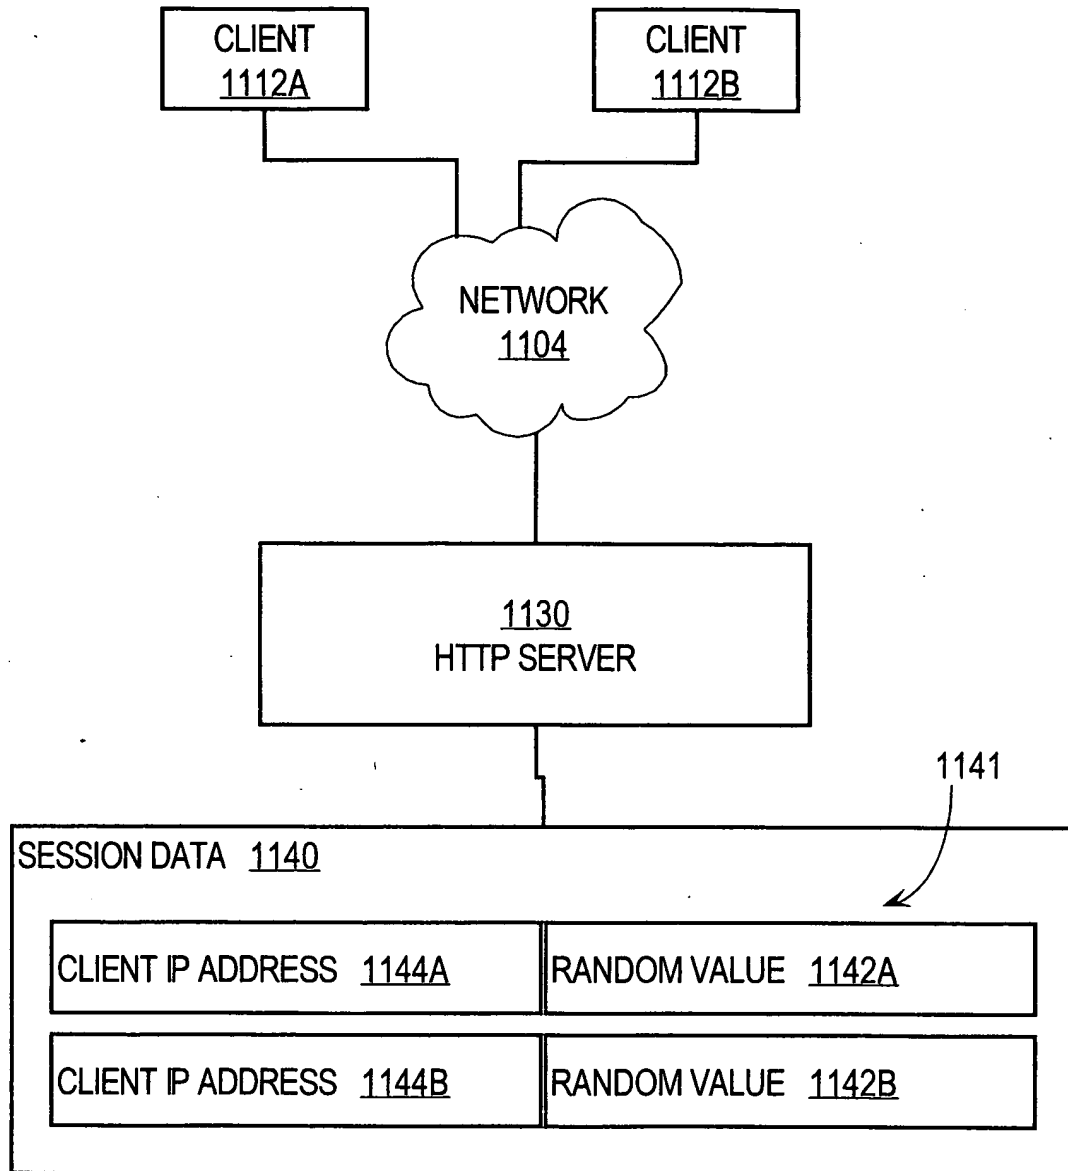 CLIENT
1112A
CLIENT
1112B
NETWORK
1104
1130
HTTP SERVER
1141
SESSION DATA 1140
CLIENT IP ADDRESS 1144A
RANDOM VALUE 1142A
CLIENT IP ADDRESS 1144B
RANDOM VALUE 1142B